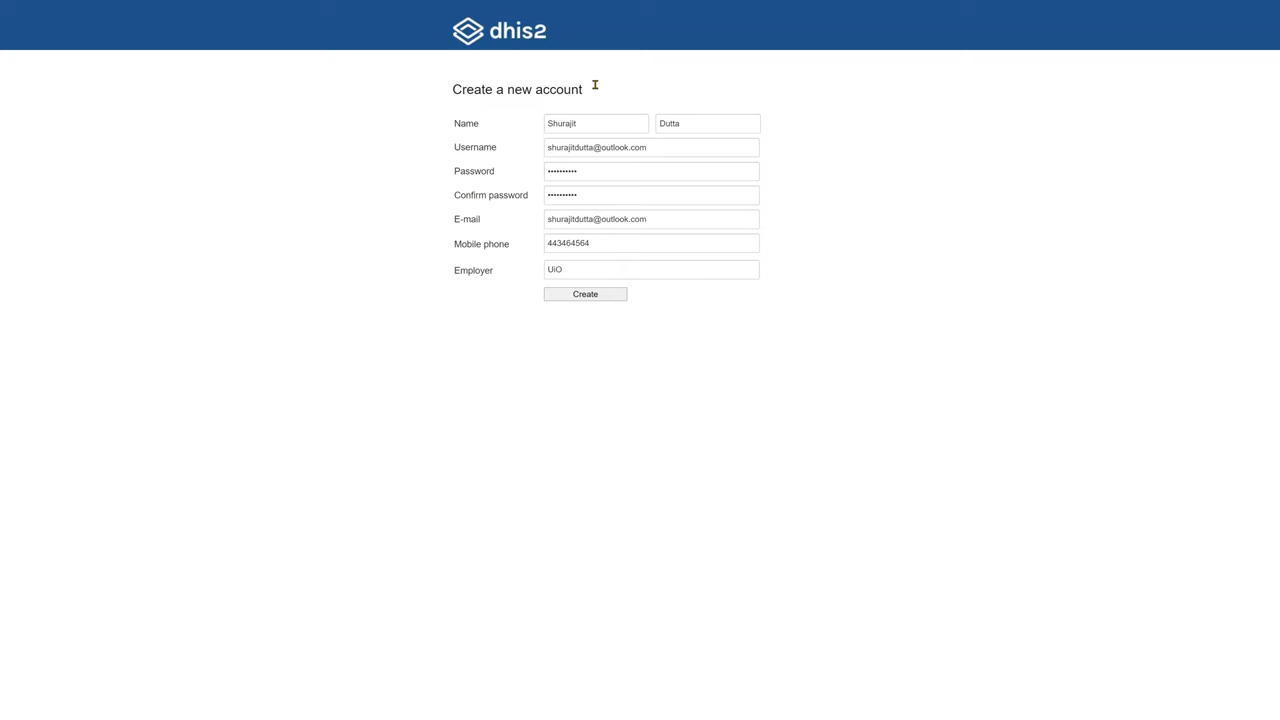 dhis2
Create a new account
Name Shurajit Dutta
Username shurajitdutta@outlook.com
Password ••••••••••
Confirm password ••••••••••
E-mail shurajitdutta@outlook.com
Mobile phone 443464564
Employer UiO
Create